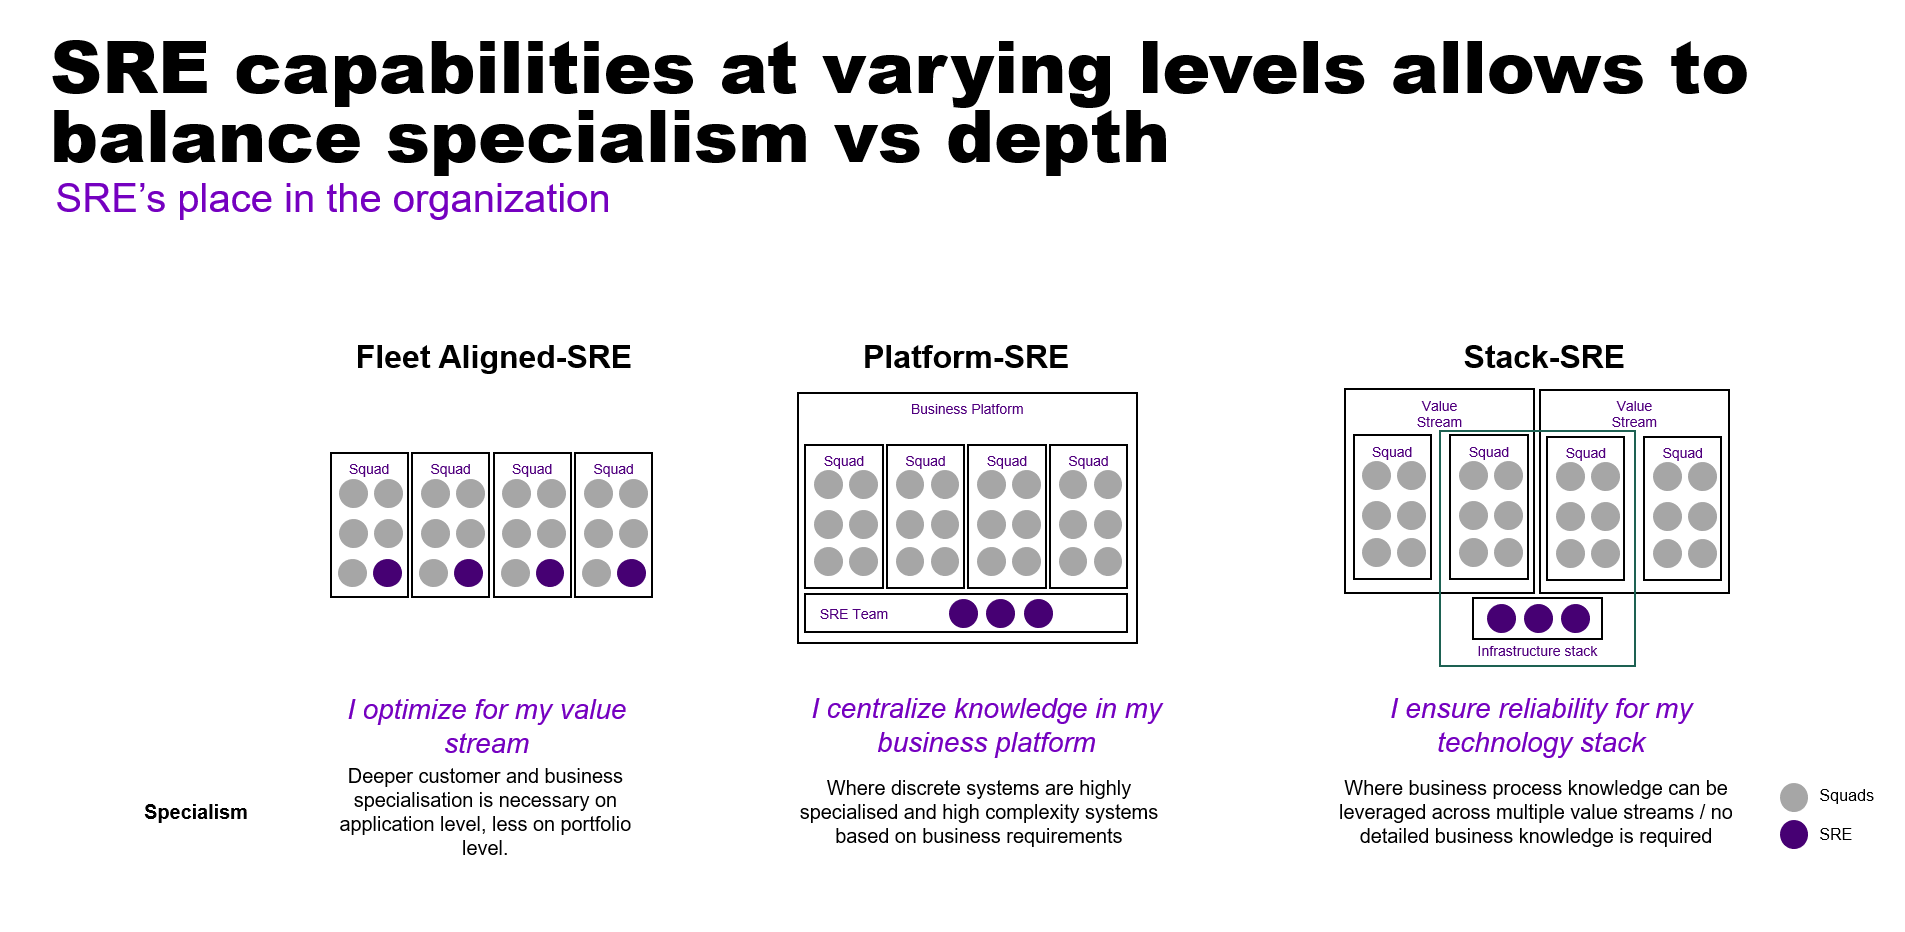 SRE capabilities at varying levels allows to
balance specialism vs depth
SRE’s place in the organization
Fleet Aligned-SRE
Squad
Squad
Squad
Squad
I optimize for my value
stream
Deeper customer and business
specialisation is necessary on
application level, less on portfolio
level.
Platform-SRE
Business Platform
Squad
Squad
Squad
Squad
SRE Team
I centralize knowledge in my
business platform
Where discrete systems are highly
specialised and high complexity systems
based on business requirements
Stack-SRE
Value
Stream
Value
Stream
Squad
Squad
Squad
Squad
Infrastructure stack
I ensure reliability for my
technology stack
Where business process knowledge can be
leveraged across multiple value streams / no
detailed business knowledge is required
Specialism
Squads
SRE